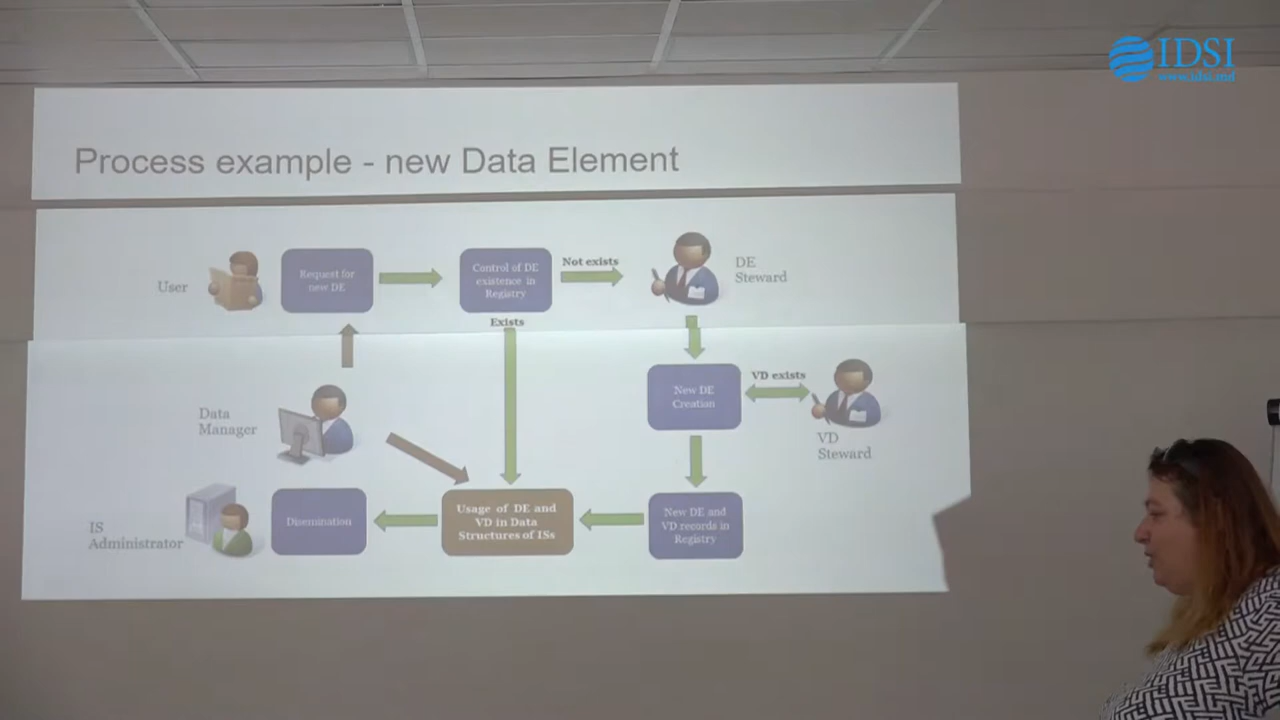 IDSI
www.idsi.md
Process example - new Data Element
User
Request for
new DE
Control of DE
existence in
Registry
Not exists
DE
Steward
Exists
Data
Manager
New DE
Creation
VD exists
VD
Steward
IS
Administrator
Disemination
Usage of DE and
VD in Data
Structures of ISs
New DE and
VD records in
Registry